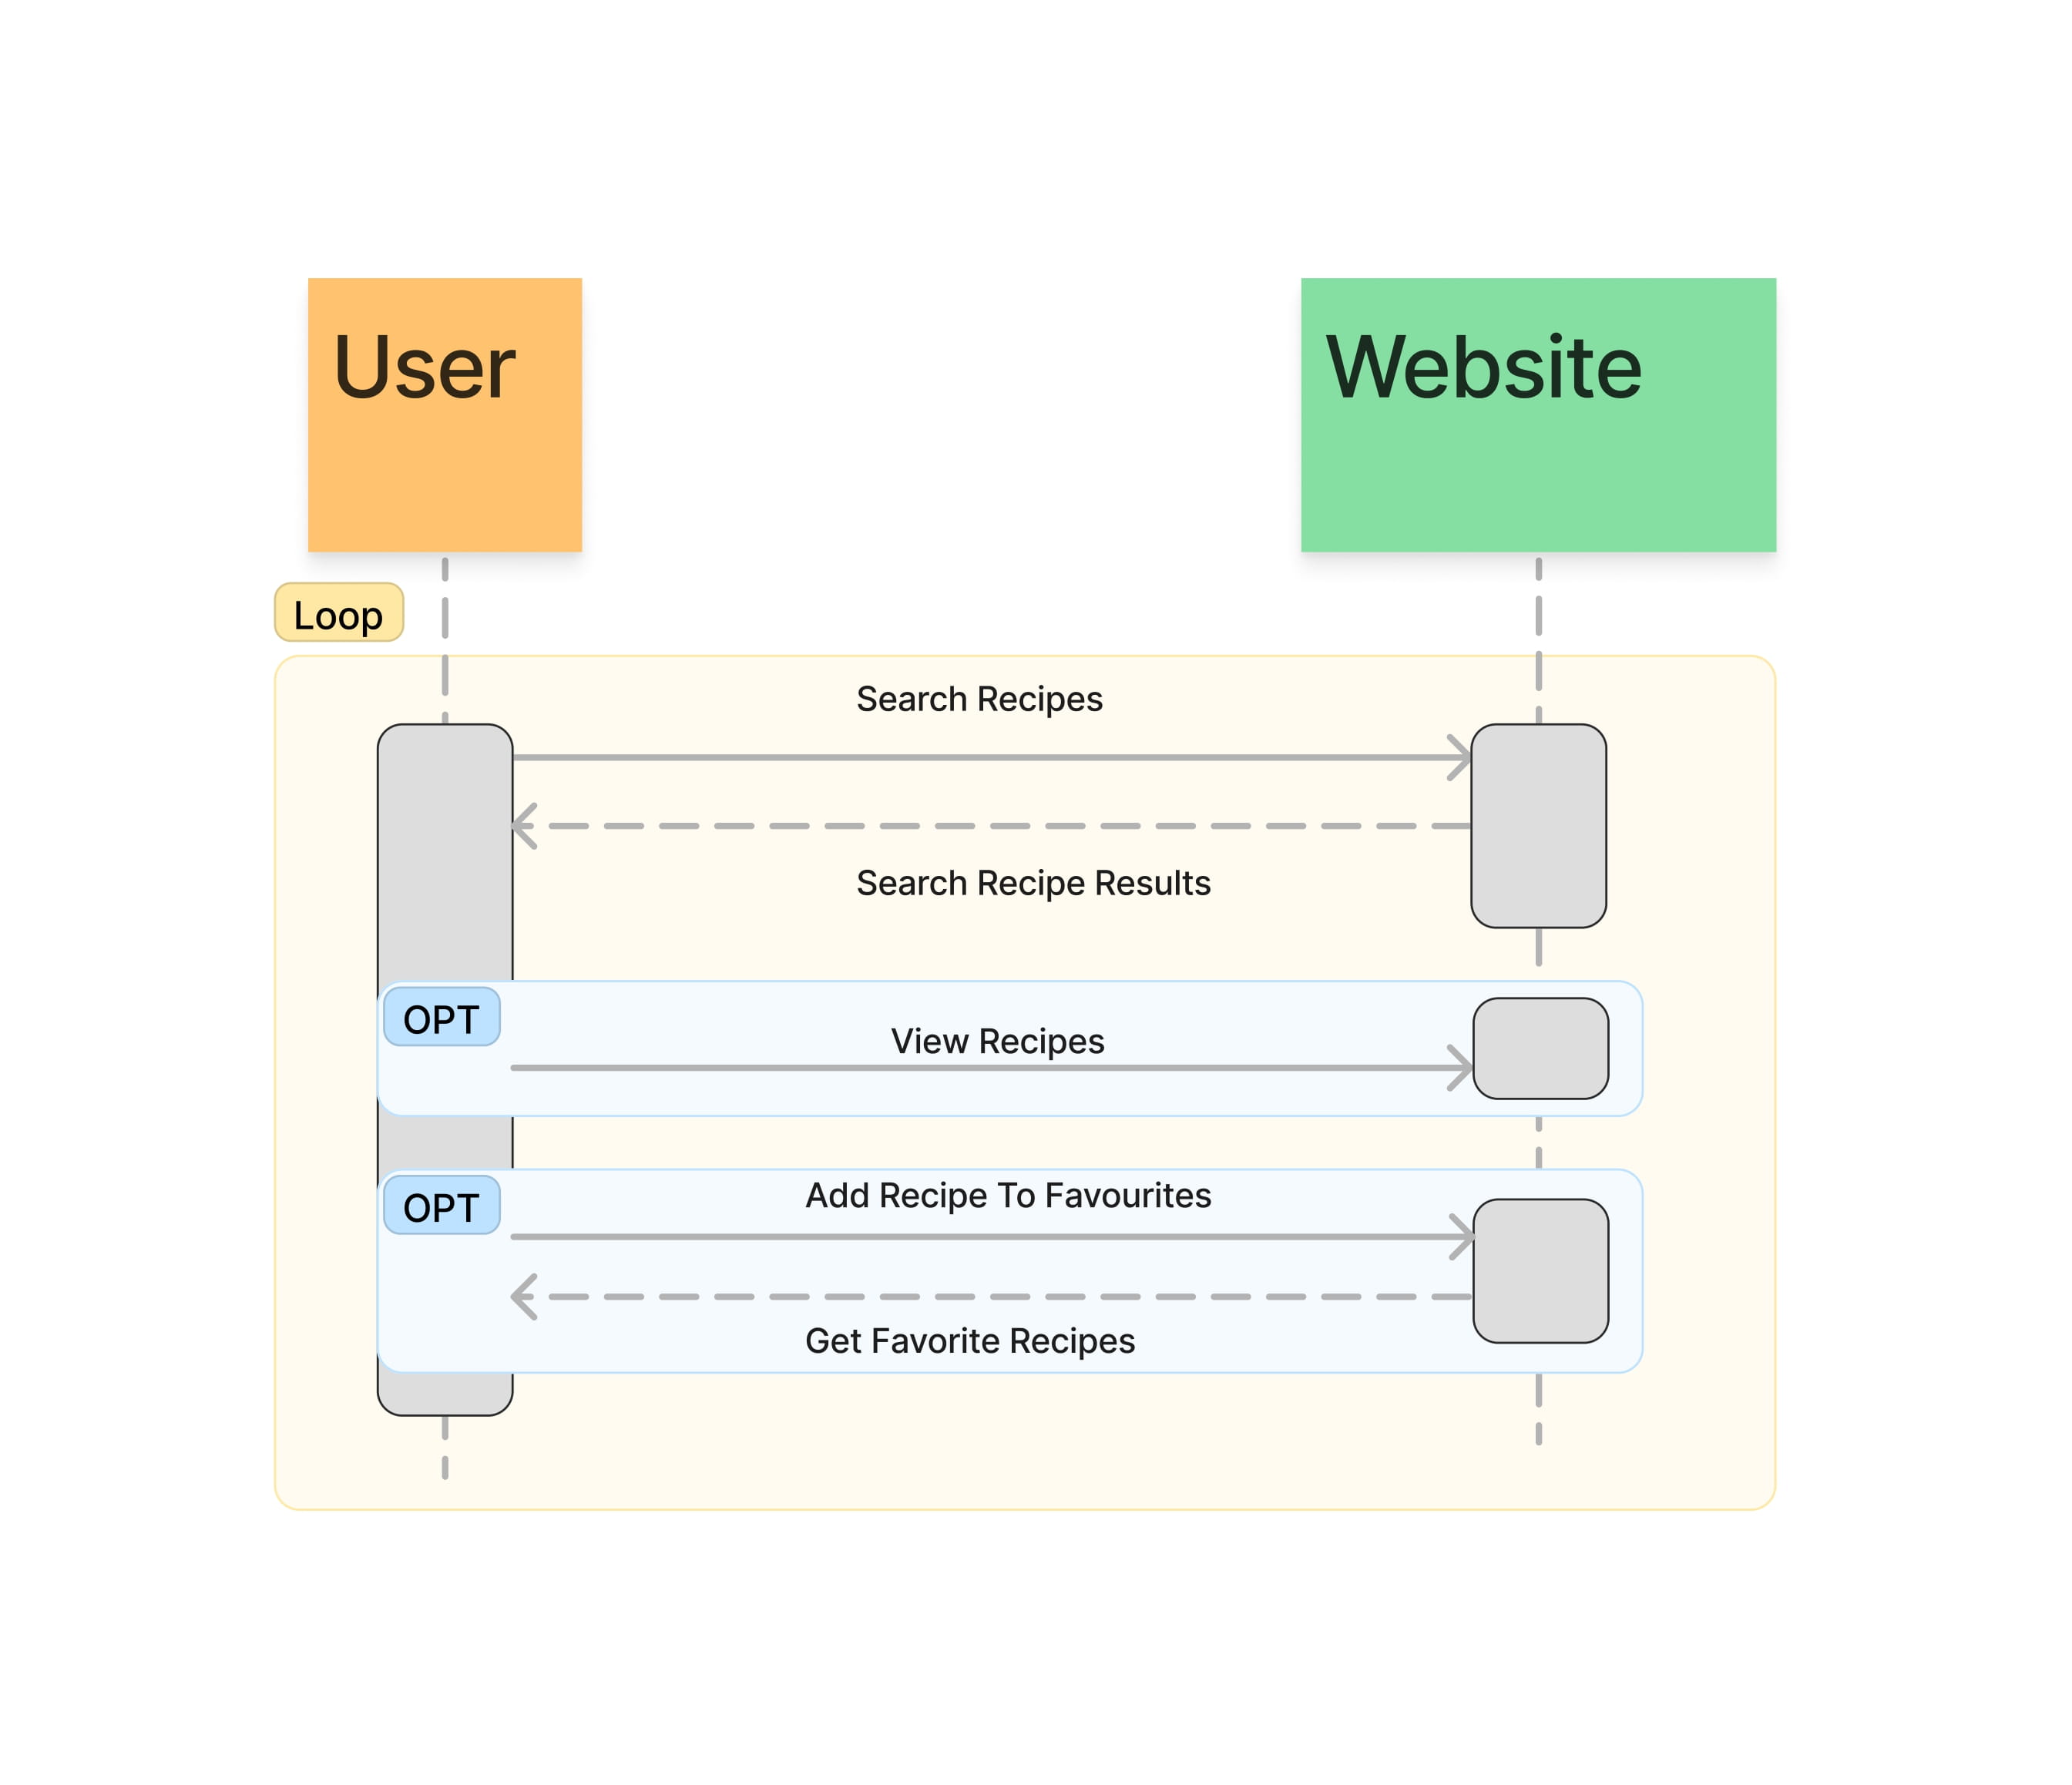 User
Website
Loop
Search Recipes
Search Recipe Results
OPT
View Recipes
OPT
Add Recipe To Favourites
Get Favorite Recipes